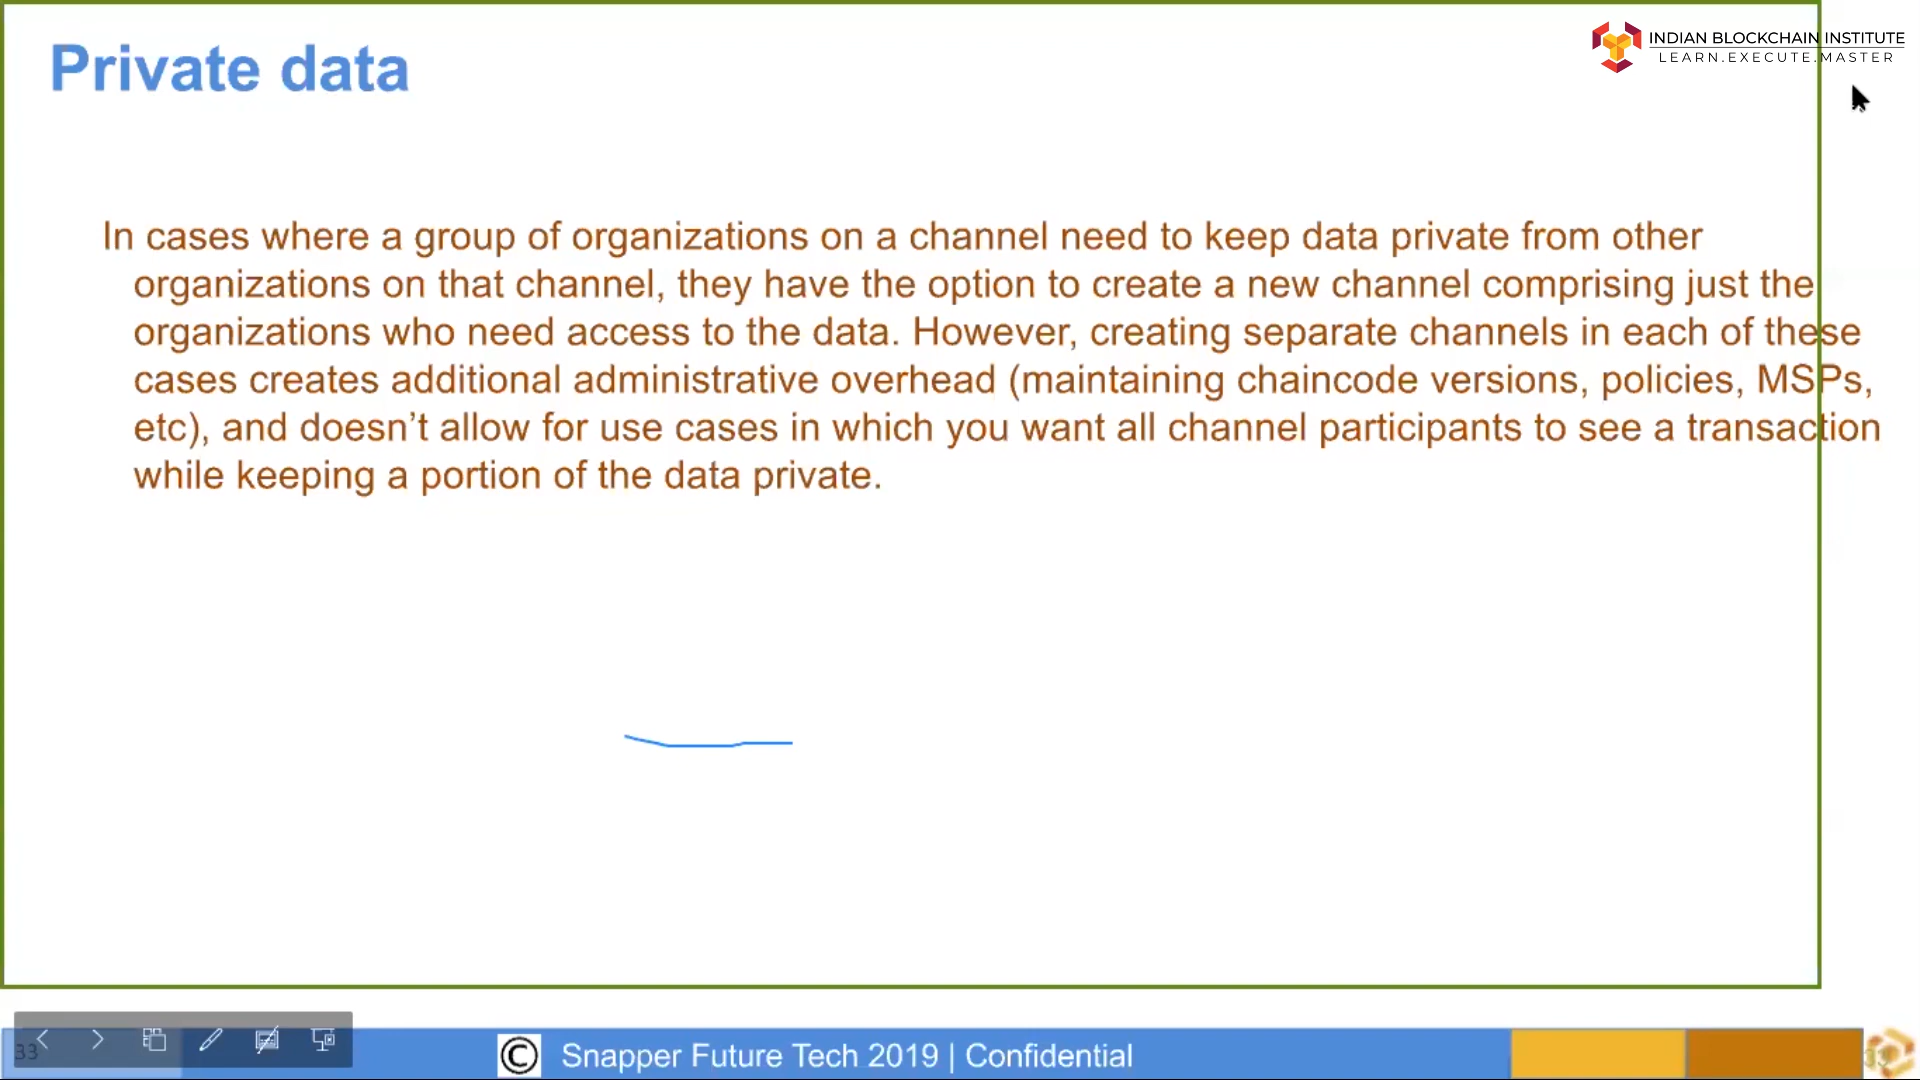 Private data
INDIAN BLOCKCHAIN INSTITUTE
LEARN.EXECUTE.MASTER
In cases where a group of organizations on a channel need to keep data private from other
organizations on that channel, they have the option to create a new channel comprising just the
organizations who need access to the data. However, creating separate channels in each of these
cases creates additional administrative overhead (maintaining chaincode versions, policies, MSPs,
etc), and doesn’t allow for use cases in which you want all channel participants to see a transaction
while keeping a portion of the data private.
33
© Snapper Future Tech 2019 | Confidential